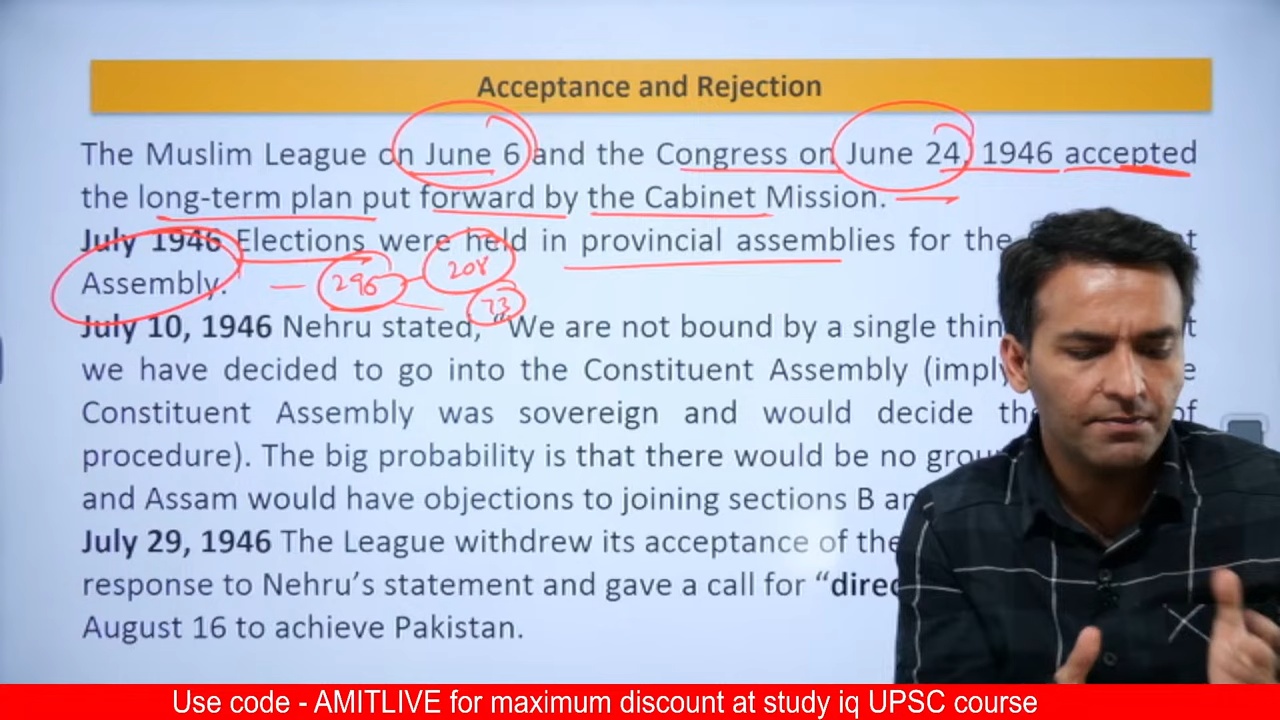 Acceptance and Rejection
The Muslim League on June 6 and the Congress on June 24, 1946 accepted
the long-term plan put forward by the Cabinet Mission.
July 1946 Elections were held in provincial assemblies for the
Assembly.
296
208
73
July 10, 1946 Nehru stated, “We are not bound by a single
we have decided to go into the Constituent Assembly
Constituent Assembly was sovereign and would decide of
procedure). The big probability is that there would be no
and Assam would have objections to joining sections B
July 29, 1946 The League withdrew its acceptance of the
response to Nehru’s statement and gave a call for
August 16 to achieve Pakistan.
Use code - AMITLIVE for maximum discount at study iq UPSC course